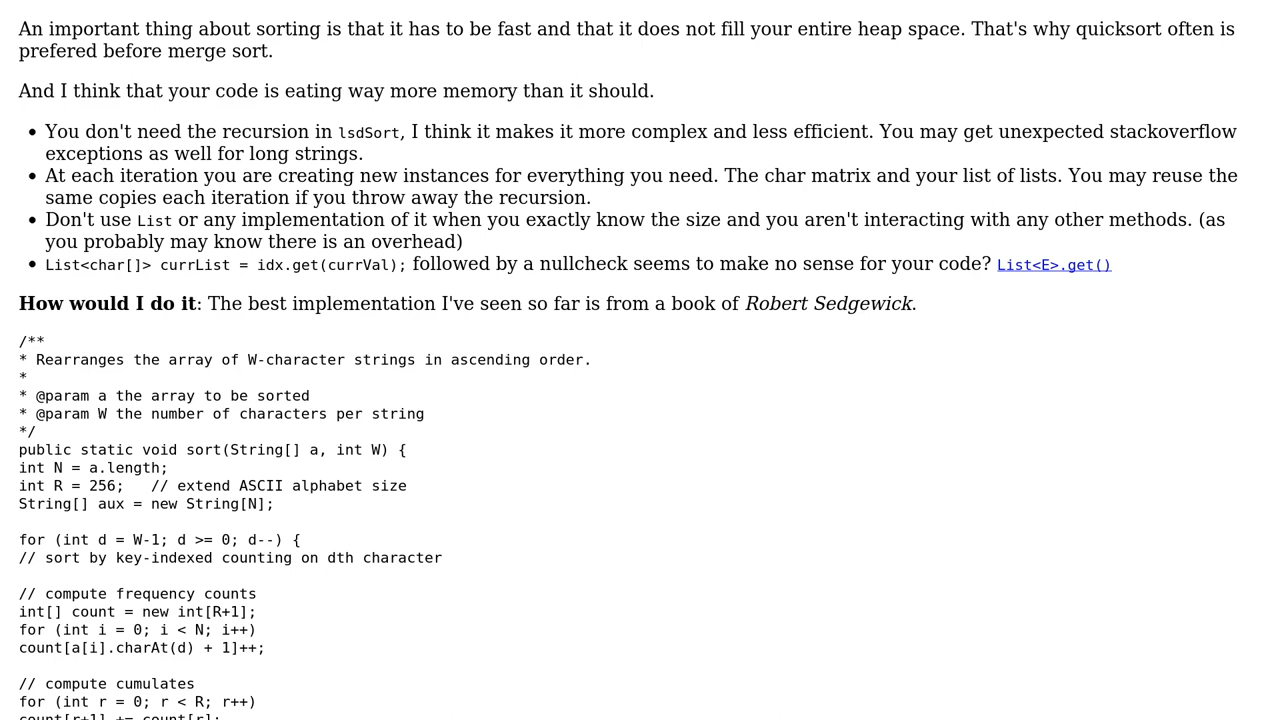 An important thing about sorting is that it has to be fast and that it does not fill your entire heap space. That's why quicksort often is
prefered before merge sort.
And I think that your code is eating way more memory than it should.
• You don't need the recursion in lsdSort, I think it makes it more complex and less efficient. You may get unexpected stackoverflow
exceptions as well for long strings.
• At each iteration you are creating new instances for everything you need. The char matrix and your list of lists. You may reuse the
same copies each iteration if you throw away the recursion.
• Don't use List or any implementation of it when you exactly know the size and you aren't interacting with any other methods. (as
you probably may know there is an overhead)
• List<char[]> currList = idx.get(currVal); followed by a nullcheck seems to make no sense for your code? List<E>.get()
How would I do it: The best implementation I've seen so far is from a book of Robert Sedgewick.
/**
* Rearranges the array of W-character strings in ascending order.
*
* @param a the array to be sorted
* @param W the number of characters per string
*/
public static void sort(String[] a, int W) {
int N = a.length;
int R = 256;   // extend ASCII alphabet size
String[] aux = new String[N];
for (int d = W-1; d >= 0; d--) {
// sort by key-indexed counting on dth character
// compute frequency counts
int[] count = new int[R+1];
for (int i = 0; i < N; i++)
count[a[i].charAt(d) + 1]++;
// compute cumulates
for (int r = 0; r < R; r++)
count[r+1] += count[r];